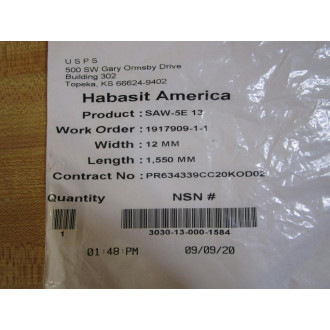 U S P S
500 SW Gary Ormsby Drive
Building 302
Topeka, KS 66624-9402
Habasit America
Product : SAW-5E 13
Work Order : 1917909-1-1
Width : 12 MM
Length : 1,550 MM
Contract No : PR634339CC20KOD02
Quantity NSN #
1 3030-13-000-1584
01:48:PM 09/09/20